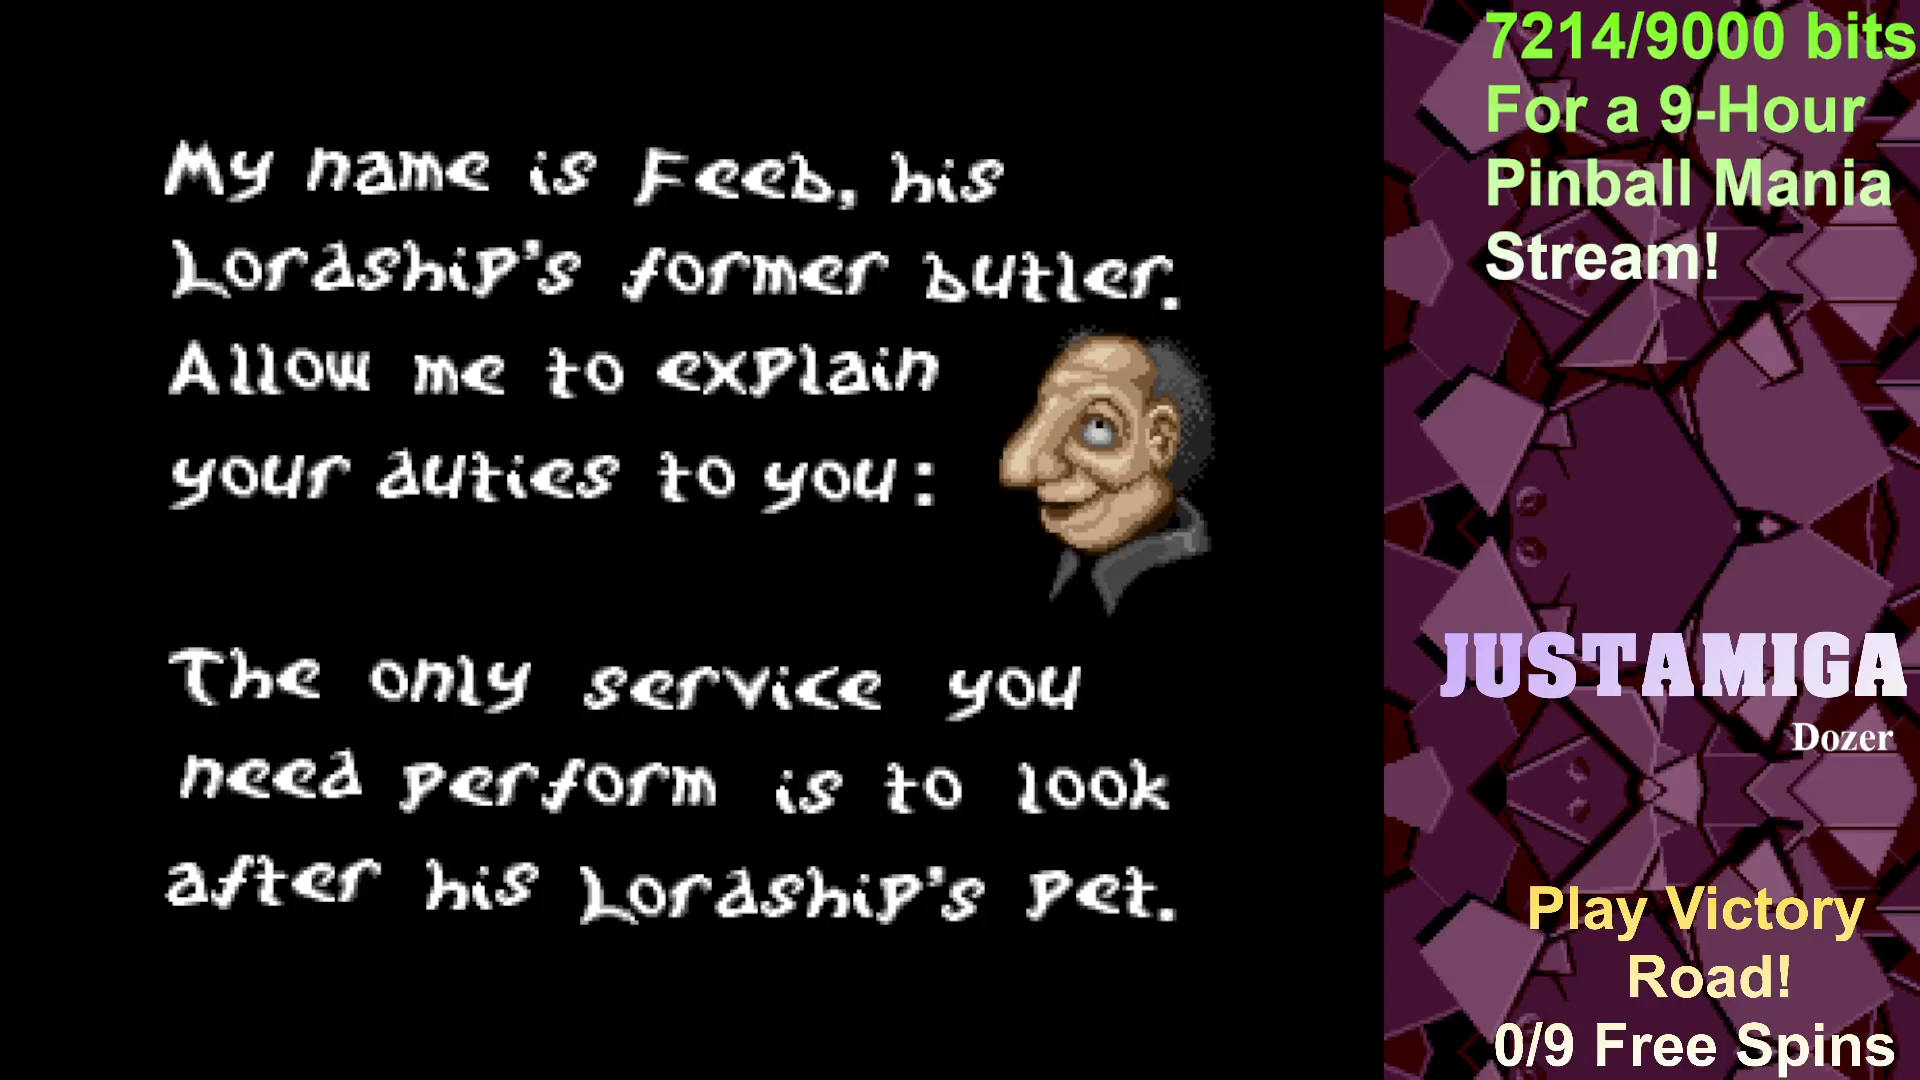 My name is Feeb, his
Lordship's former butler.
Allow me to explain
your duties to you:
The only service you
need perform is to look
after his Lordship's pet.
7214/9000 bits
For a 9-Hour
Pinball Mania
Stream!
JUSTAMIGA
Dozer
Play Victory
Road!
0/9 Free Spins